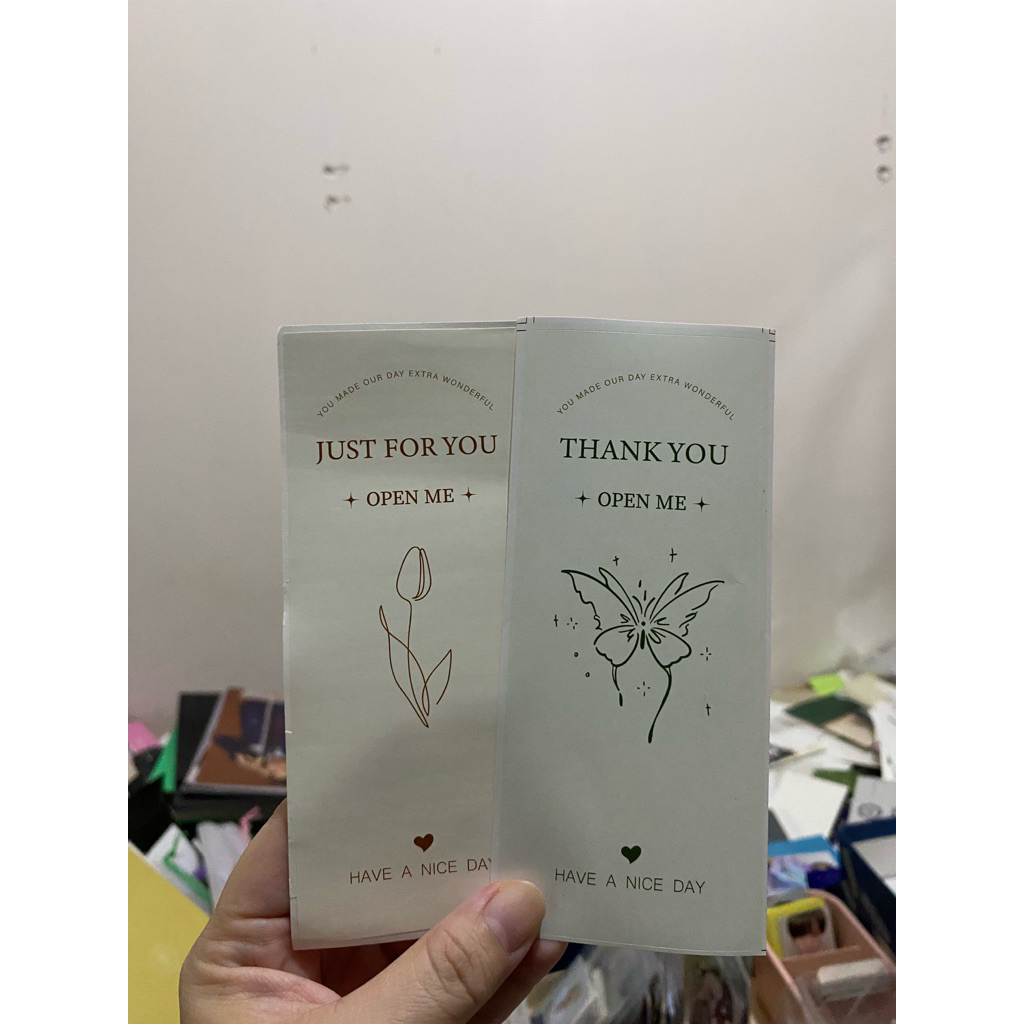 YOU MADE OUR DAY EXTRA WONDERFUL
JUST FOR YOU
OPEN ME
HAVE A NICE DAY
YOU MADE OUR DAY EXTRA WONDERFUL
THANK YOU
OPEN ME
HAVE A NICE DAY